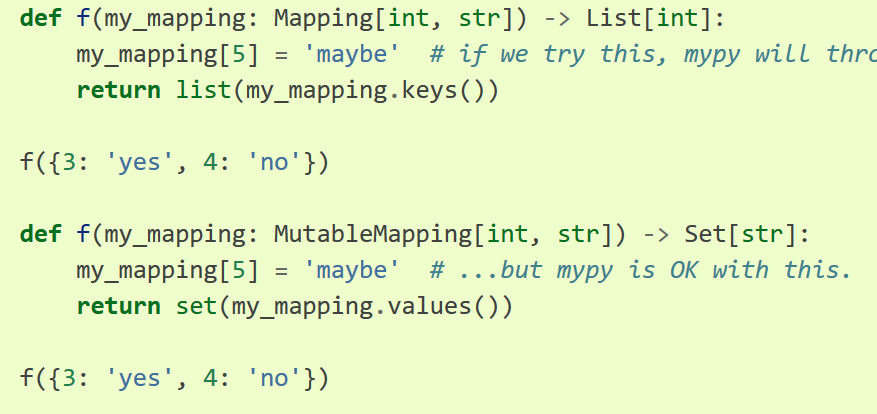 def f(my_mapping: Mapping[int, str]) -> List[int]:
    my_mapping[5] = 'maybe'  # if we try this, mypy will
    return list(my_mapping.keys())
f({3: 'yes', 4: 'no'})
def f(my_mapping: MutableMapping[int, str]) -> Set[str]:
    my_mapping[5] = 'maybe'  # ...but mypy is OK with this.
    return set(my_mapping.values())
f({3: 'yes', 4: 'no'})